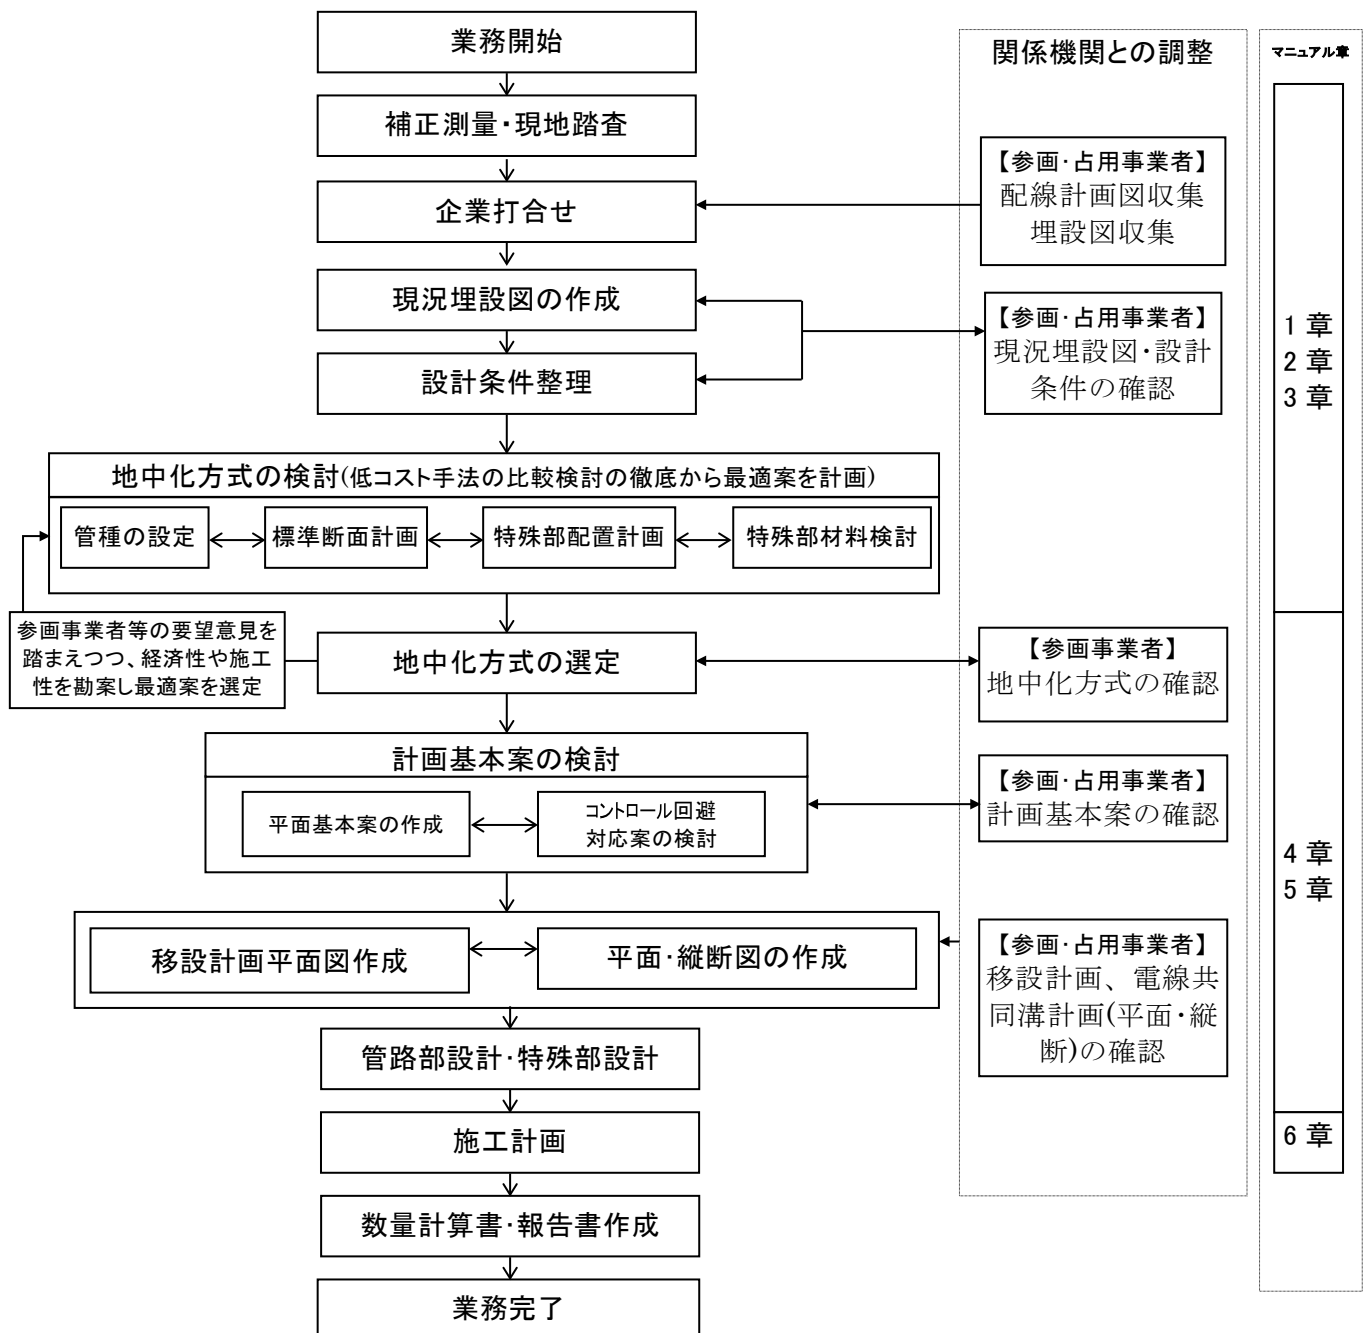 業務開始
補正測量・現地踏査
企業打合せ
現況埋設図の作成
設計条件整理
地中化方式の検討(低コスト手法の比較検討の徹底から最適案を計画)
管種の設定
標準断面計画
特殊部配置計画
特殊部材料検討
参画事業者等の要望意見を
踏まえつつ、経済性や施工
性を勘案し最適案を選定
地中化方式の選定
計画基本案の検討
平面基本案の作成
コントロール回避
対応案の検討
移設計画平面図作成
平面・縦断図の作成
管路部設計・特殊部設計
施工計画
数量計算書・報告書作成
業務完了
関係機関との調整
【参画・占用事業者】
配線計画図収集
埋設図収集
【参画・占用事業者】
現況埋設図・設計
条件の確認
【参画事業者】
地中化方式の確認
【参画・占用事業者】
計画基本案の確認
【参画・占用事業者】
移設計画、電線共
同溝計画(平面・縦
断)の確認
マニュアル章
1 章
2 章
3 章
4 章
5 章
6 章